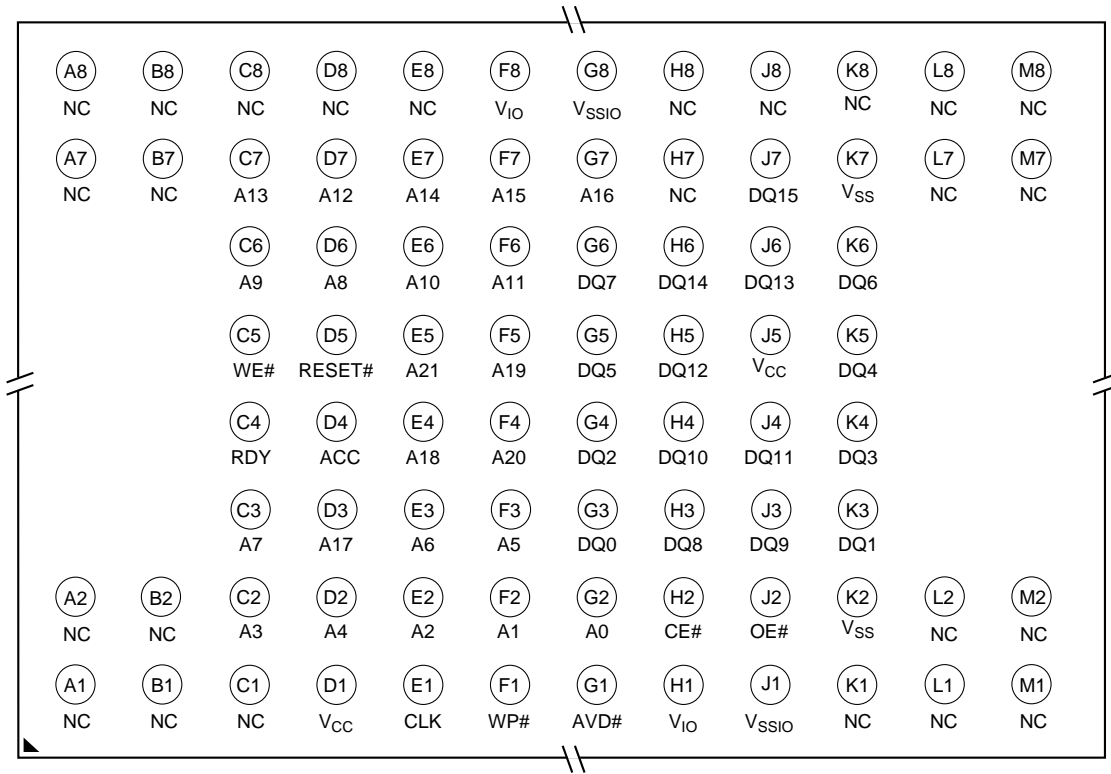 A8 B8 C8 D8 E8 F8 G8 H8 J8 K8 L8 M8
NC NC NC NC NC VIO VSSIO NC NC NC NC NC
A7 B7 C7 D7 E7 F7 G7 H7 J7 K7 L7 M7
NC NC A13 A12 A14 A15 A16 NC DQ15 VSS NC NC
C6 D6 E6 F6 G6 H6 J6 K6
A9 A8 A10 A11 DQ7 DQ14 DQ13 DQ6
C5 D5 E5 F5 G5 H5 J5 K5
WE# RESET# A21 A19 DQ5 DQ12 VCC DQ4
C4 D4 E4 F4 G4 H4 J4 K4
RDY ACC A18 A20 DQ2 DQ10 DQ11 DQ3
C3 D3 E3 F3 G3 H3 J3 K3
A7 A17 A6 A5 DQ0 DQ8 DQ9 DQ1
A2 B2 C2 D2 E2 F2 G2 H2 J2 K2 L2 M2
NC NC A3 A4 A2 A1 A0 CE# OE# VSS NC NC
A1 B1 C1 D1 E1 F1 G1 H1 J1 K1 L1 M1
NC NC NC VCC CLK WP# AVD# VIO VSSIO NC NC NC